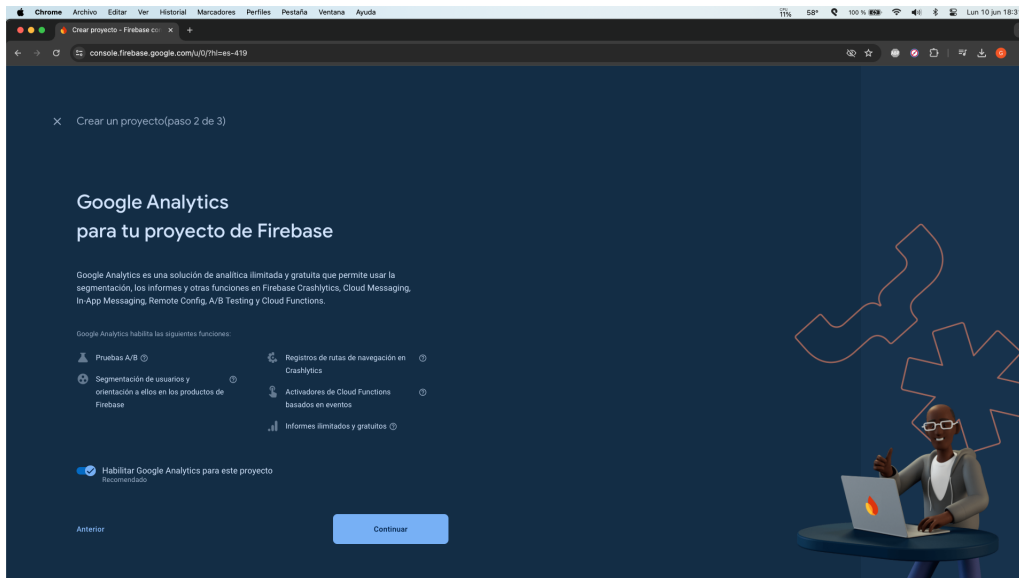 Chrome Archivo Editar Ver Historial Marcadores Perfiles Pestaña Ventana Ayuda
CPU 11% 58° 100 % Lun 10 jun 18:3
Crear proyecto - Firebase co
console.firebase.google.com/u/0/?hl=es-419
G
Crear un proyecto(paso 2 de 3)
Google Analytics
para tu proyecto de Firebase
Google Analytics es una solución de analítica ilimitada y gratuita que permite usar la
segmentación, los informes y otras funciones en Firebase Crashlytics, Cloud Messaging,
In-App Messaging, Remote Config, A/B Testing y Cloud Functions.
Google Analytics habilita las siguientes funciones:
Pruebas A/B
Segmentación de usuarios y
orientación a ellos en los productos de
Firebase
Registros de rutas de navegación en
Crashlytics
Activadores de Cloud Functions
basados en eventos
Informes ilimitados y gratuitos
Habilitar Google Analytics para este proyecto
Recomendado
Anterior
Continuar